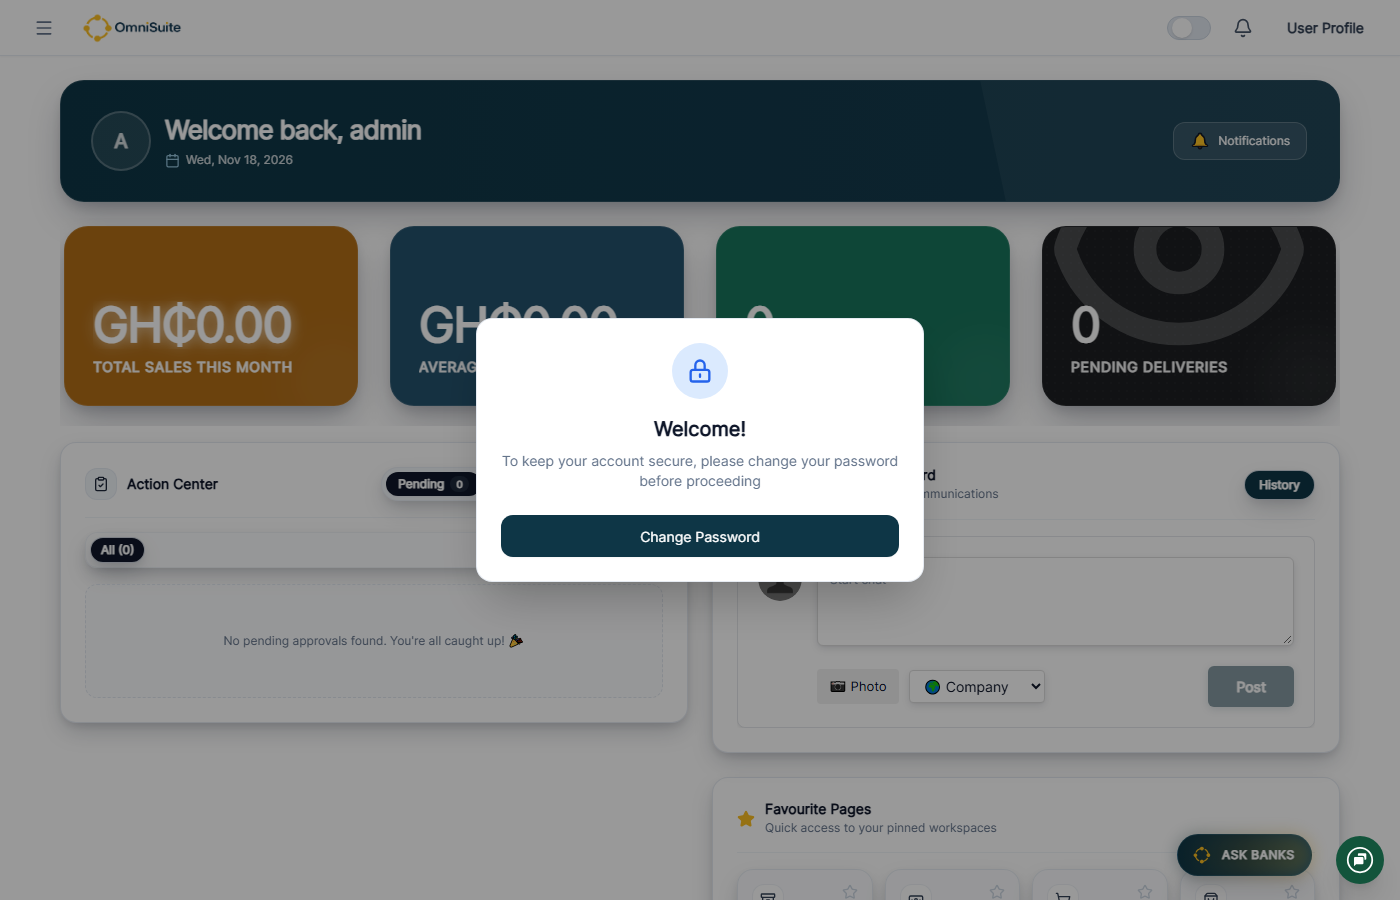 OmniSuite
User Profile
A
Welcome back, admin
Wed, Nov 18, 2026
Notifications
GH₵0.00
TOTAL SALES THIS MONTH
0
PENDING DELIVERIES
Welcome!
To keep your account secure, please change your password
before proceeding
Change Password
Action Center
Pending 0
History
All (0)
No pending approvals found. You're all caught up!
Photo
Company
Post
Favourite Pages
Quick access to your pinned workspaces
ASK BANKS